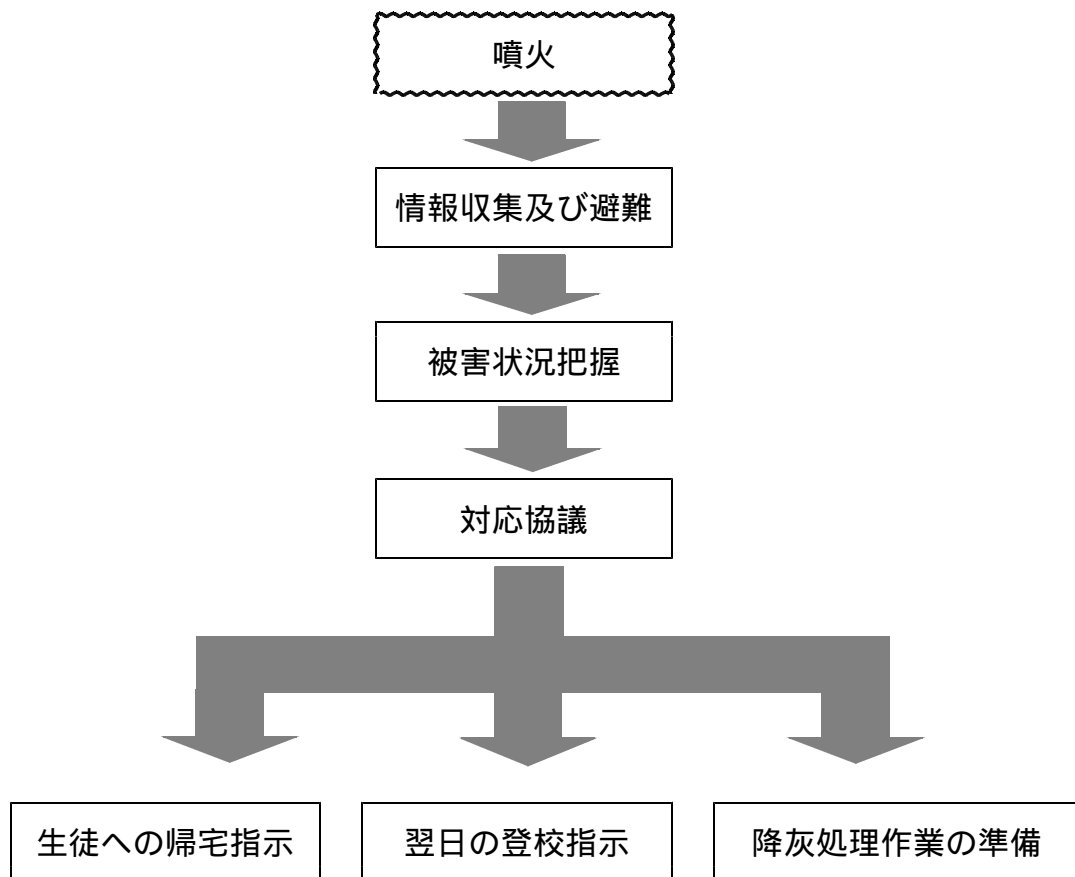 噴火
情報収集及び避難
被害状況把握
対応協議
生徒への帰宅指示
翌日の登校指示
降灰処理作業の準備